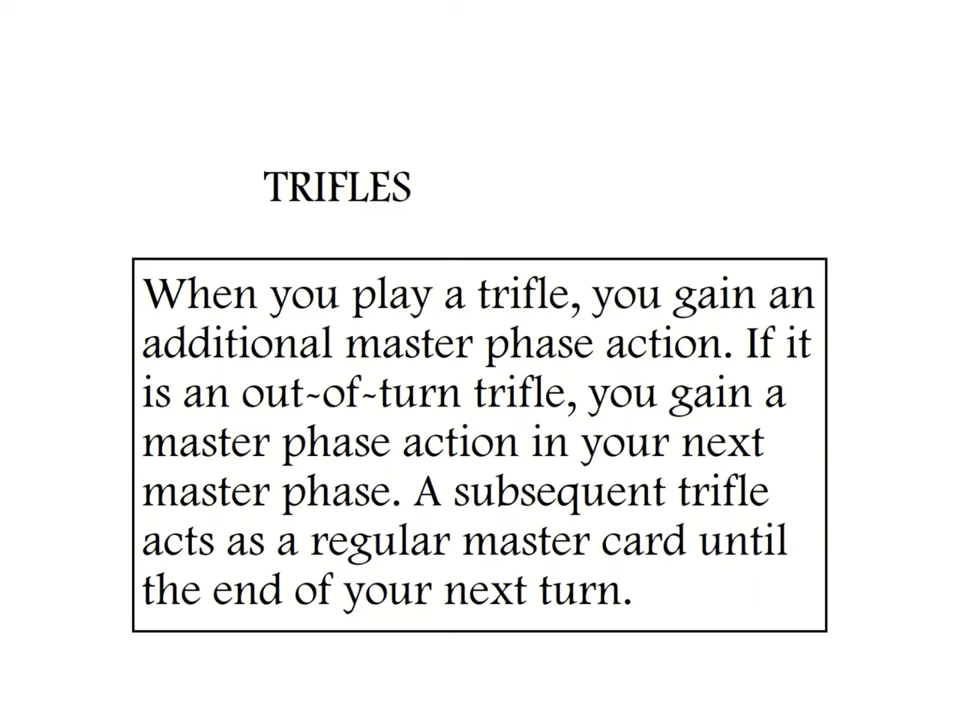 TRIFLES
When you play a trifle, you gain an
additional master phase action. If it
is an out-of-turn trifle, you gain a
master phase action in your next
master phase. A subsequent trifle
acts as a regular master card until
the end of your next turn.